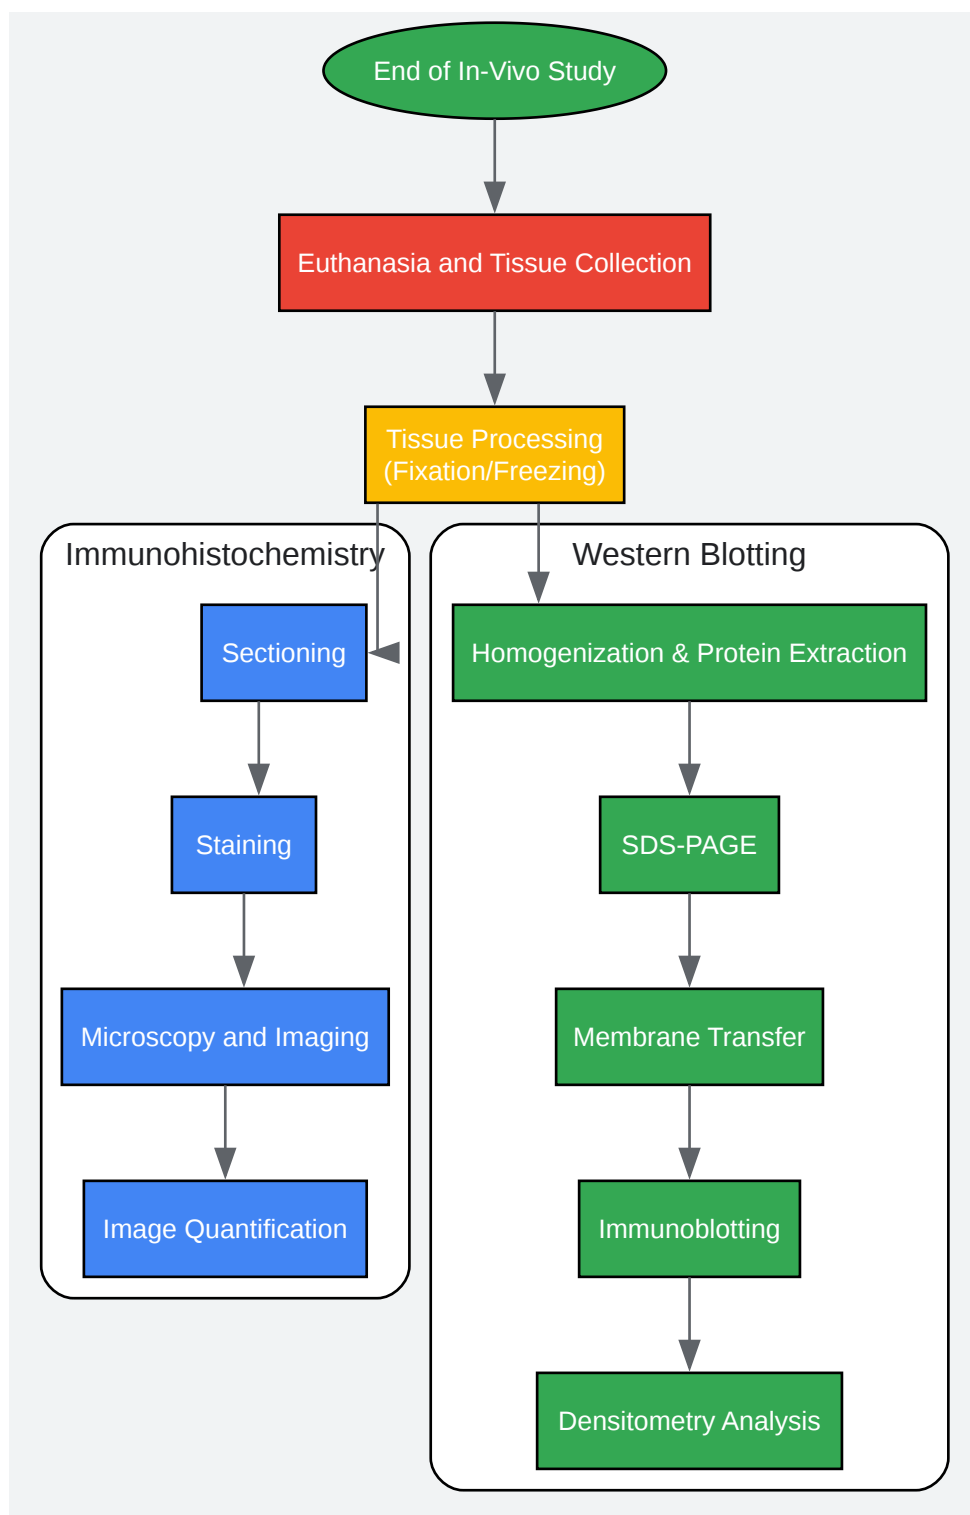 End of In-Vivo Study
Euthanasia and Tissue Collection
Tissue Processing
(Fixation/Freezing)
Immunohistochemistry
Sectioning
Staining
Microscopy and Imaging
Image Quantification
Western Blotting
Homogenization & Protein Extraction
SDS-PAGE
Membrane Transfer
Immunoblotting
Densitometry Analysis